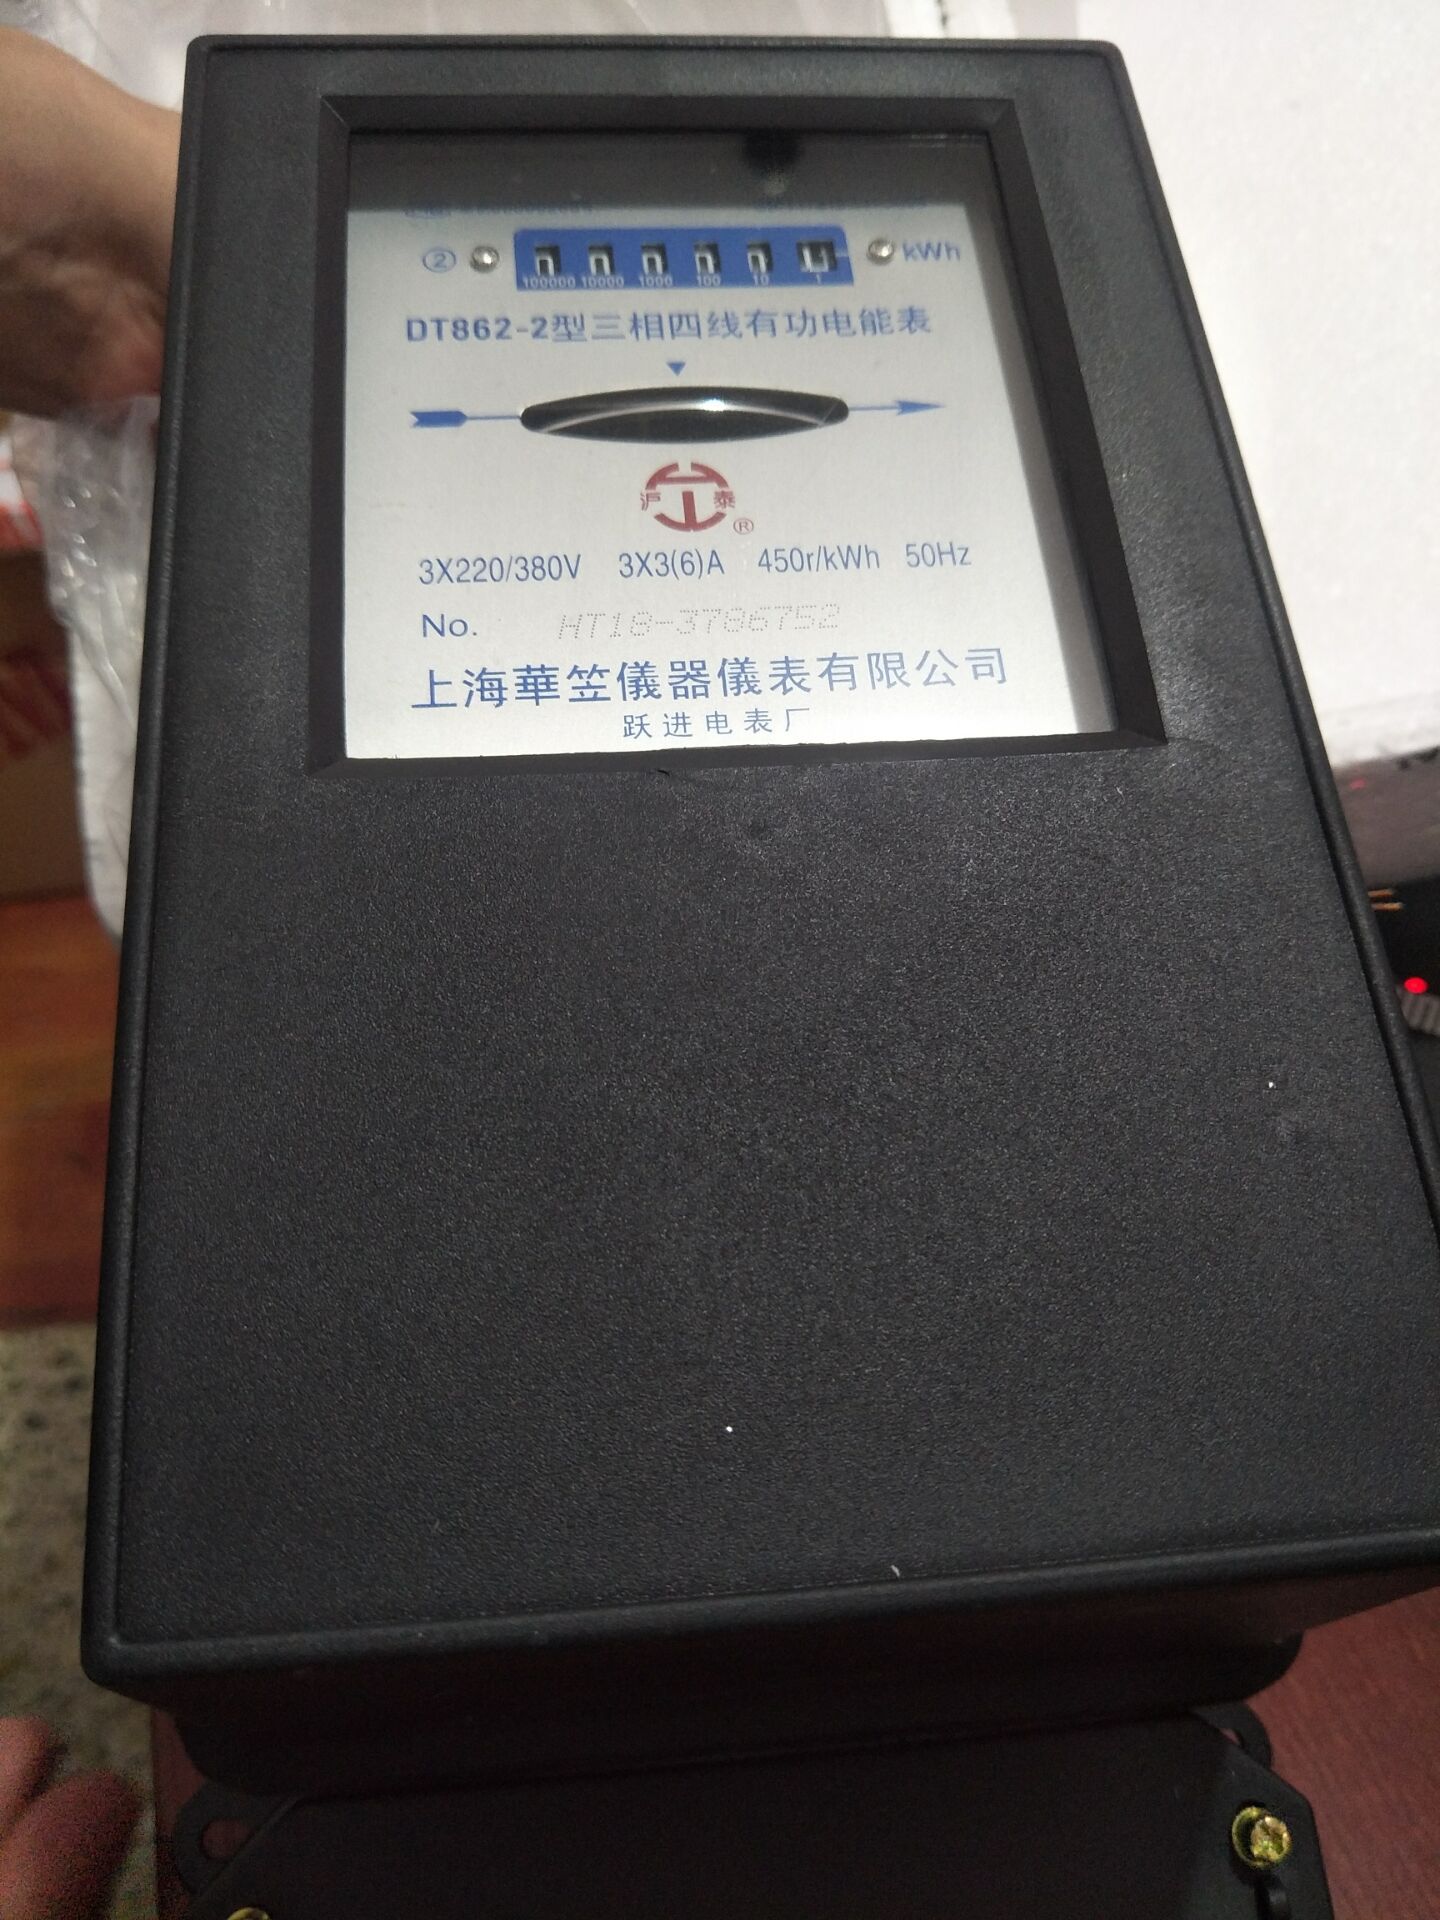 ② 00000 kWh
100000 10000 1000 100 10 1
DT862-2型三相四线有功电能表
沪 泰 ®
3X220/380V 3X3(6)A 450r/kWh 50Hz
No. HT18-3786752
上海華笠儀器儀表有限公司
跃进电表厂